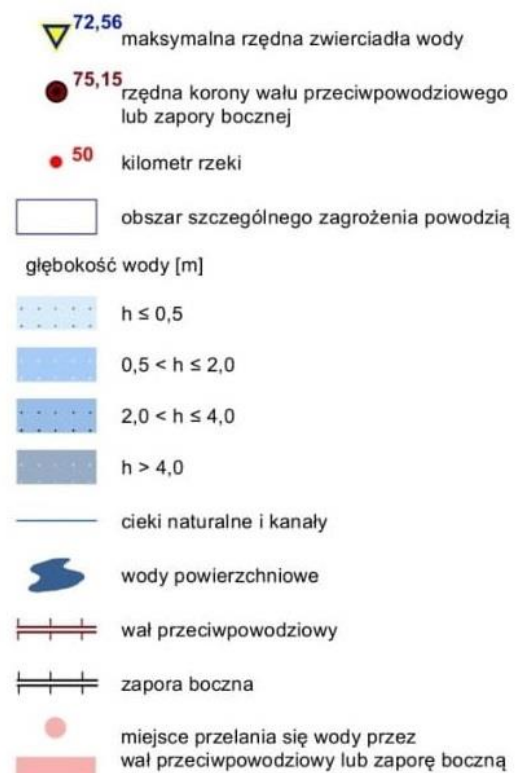 72,56 maksymalna rzędna zwierciadła wody
75,15 rzędna korony wału przeciwpowodziowego
lub zapory bocznej
50 kilometr rzeki
obszar szczególnego zagrożenia powodzią
głębokość wody [m]
h ≤ 0,5
0,5 < h ≤ 2,0
2,0 < h ≤ 4,0
h > 4,0
cieki naturalne i kanały
wody powierzchniowe
wał przeciwpowodziowy
zapora boczna
miejsce przelania się wody przez
wał przeciwpowodziowy lub zaporę boczną